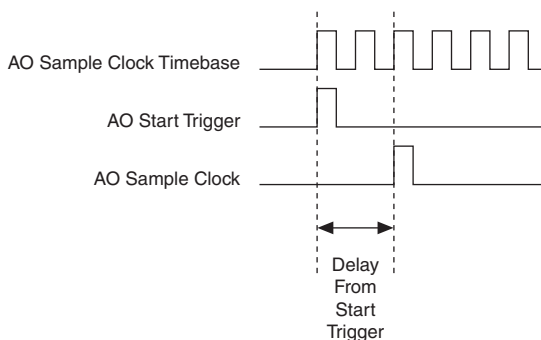 AO Sample Clock Timebase
AO Start Trigger
AO Sample Clock
Delay
From
Start
Trigger